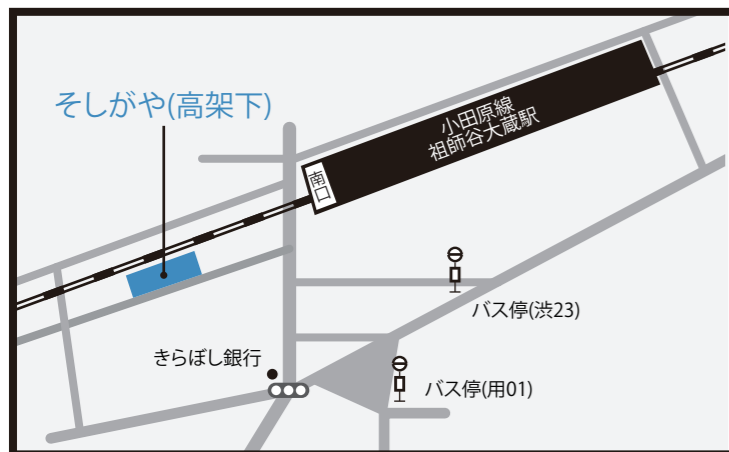 そしがや(高架下)
小田原線
祖師谷大蔵駅
南口
バス停(渋23)
きらぼし銀行
バス停(用01)